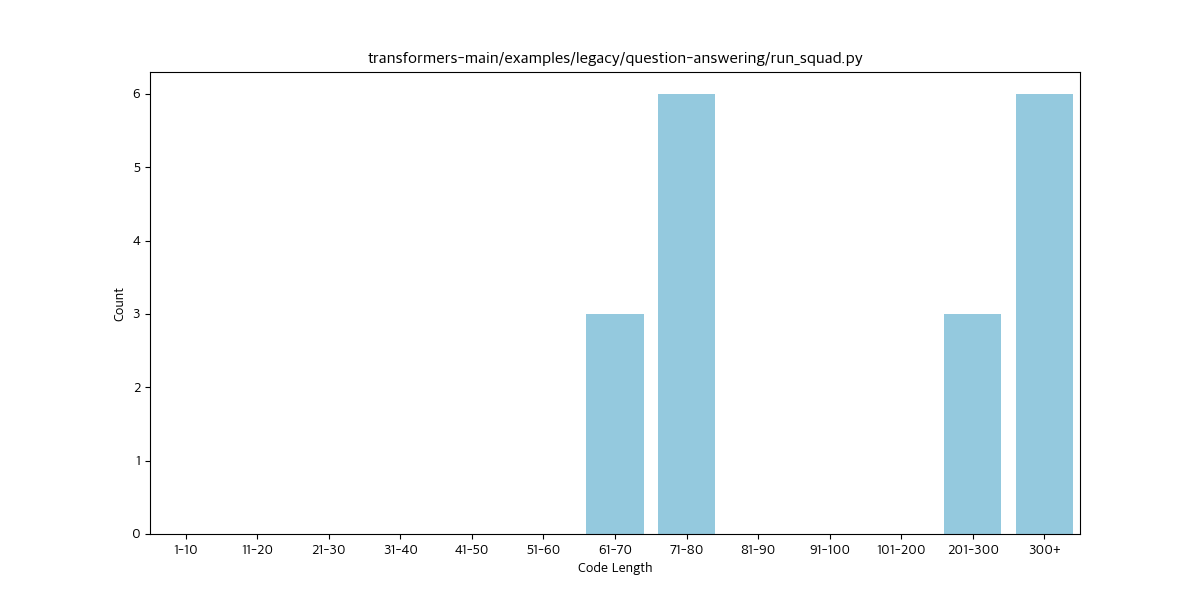 transformers-main/examples/legacy/question-answering/run_squad.py
6
5
4
3
2
1
0
Count
1-10 11-20 21-30 31-40 41-50 51-60 61-70 71-80 81-90 91-100 101-200 201-300 300+
Code Length